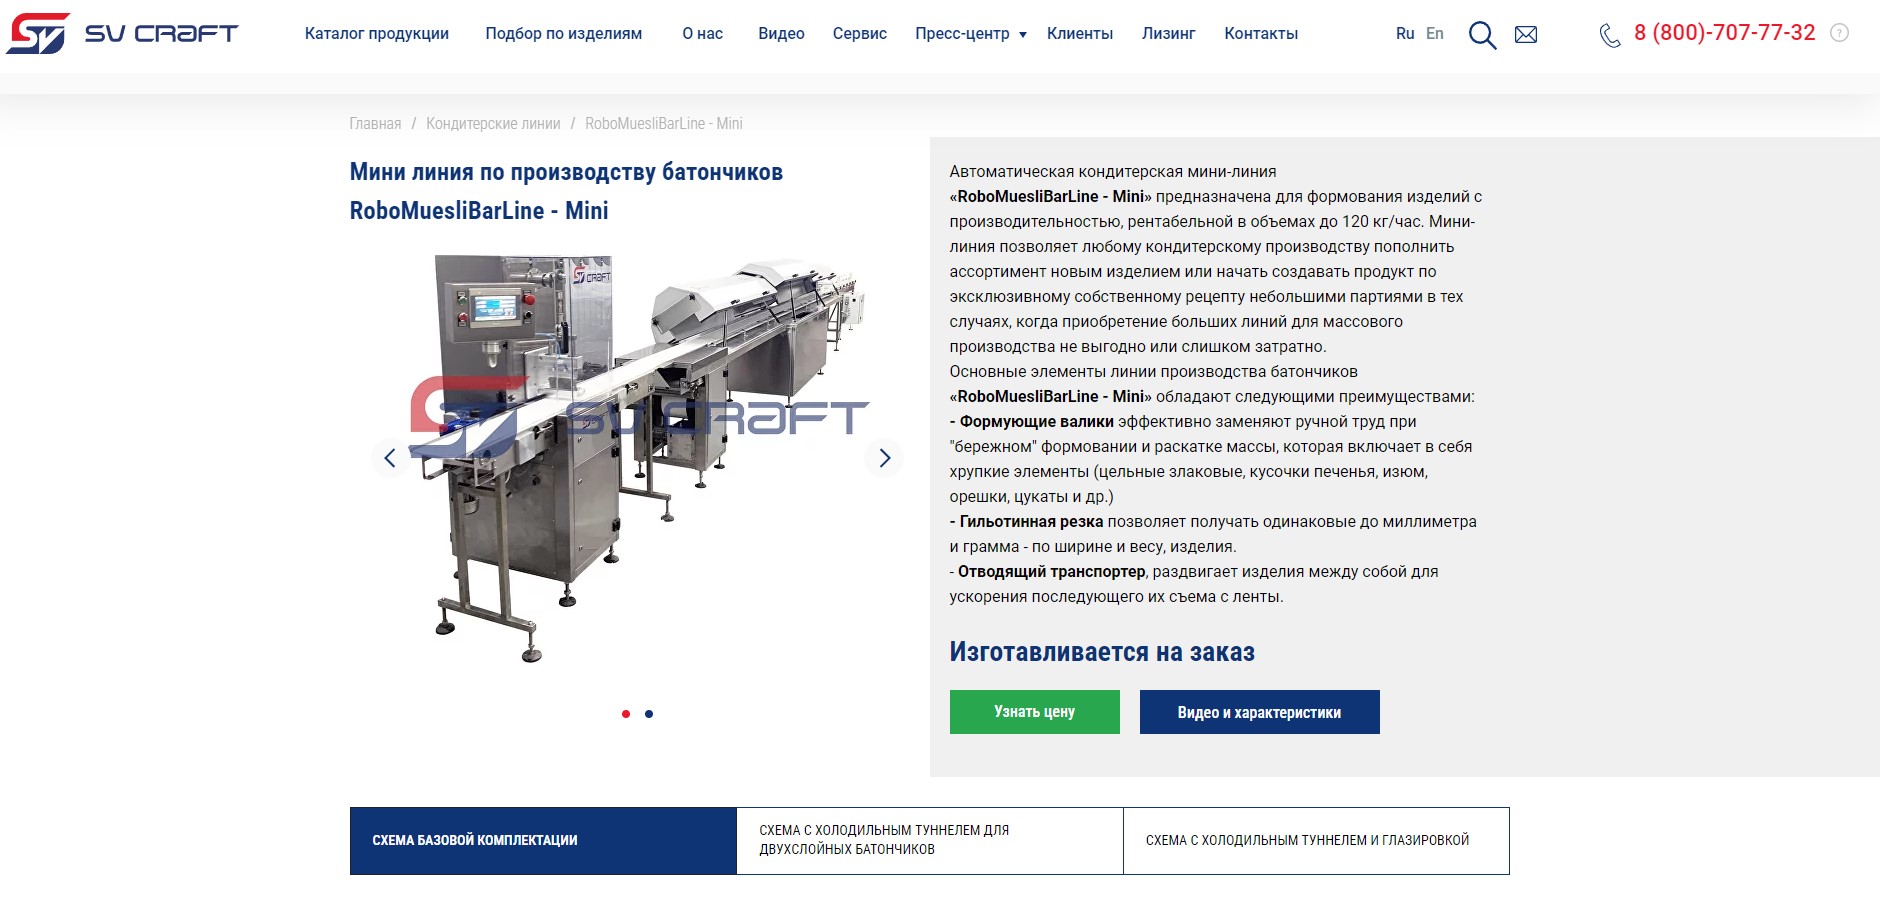 SV CRAFT
Каталог продукции Подбор по изделиям О нас Видео Сервис Пресс-центр Клиенты Лизинг Контакты Ru En 8 (800)-707-77-32 ?
Главная / Кондитерские линии / RoboMuesliBarLine - Mini
Мини линия по производству батончиков
RoboMuesliBarLine - Mini
SV CRAFT
SV CRAFT
Автоматическая кондитерская мини-линия
«RoboMuesliBarLine - Mini» предназначена для формования изделий с
производительностью, рентабельной в объемах до 120 кг/час. Мини-
линия позволяет любому кондитерскому производству пополнить
ассортимент новым изделием или начать создавать продукт по
эксклюзивному собственному рецепту небольшими партиями в тех
случаях, когда приобретение больших линий для массового
производства не выгодно или слишком затратно.
Основные элементы линии производства батончиков
«RoboMuesliBarLine - Mini» обладают следующими преимуществами:
- Формующие валики эффективно заменяют ручной труд при
"бережном" формовании и раскатке массы, которая включает в себя
хрупкие элементы (цельные злаковые, кусочки печенья, изюм,
орешки, цукаты и др.)
- Гильотинная резка позволяет получать одинаковые до миллиметра
и грамма - по ширине и весу, изделия.
- Отводящий транспортер, раздвигает изделия между собой для
ускорения последующего их съема с ленты.
Изготавливается на заказ
Узнать цену Видео и характеристики
СХЕМА БАЗОВОЙ КОМПЛЕКТАЦИИ
СХЕМА С ХОЛОДИЛЬНЫМ ТУННЕЛЕМ ДЛЯ
ДВУХСЛОЙНЫХ БАТОНЧИКОВ
СХЕМА С ХОЛОДИЛЬНЫМ ТУННЕЛЕМ И ГЛАЗИРОВКОЙ